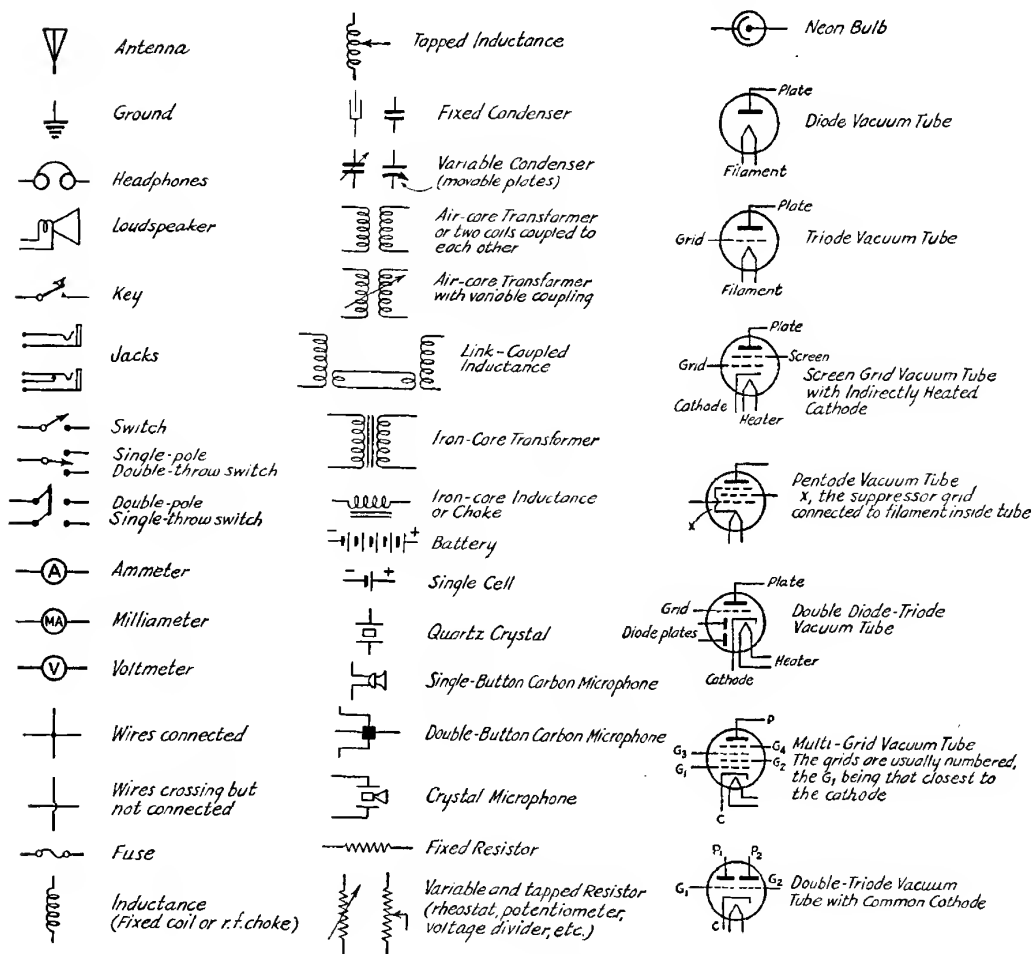 Antenna
Ground
Headphones
Loudspeaker
Key
Jacks
Switch
Single-pole
Double-throw switch
Double-pole
Single-throw switch
A
Ammeter
MA
Milliameter
V
Voltmeter
Wires connected
Wires crossing but
not connected
Fuse
Inductance
(Fixed coil or r.f. choke)
Tapped Inductance
Fixed Condenser
Variable Condenser
(movable plates)
Air-core Transformer
or two coils coupled to
each other
Air-core Transformer
with variable coupling
Link-Coupled
Inductance
Iron-Core Transformer
Iron-core Inductance
or Choke
- +
Battery
- +
Single Cell
Quartz Crystal
Single-Button Carbon Microphone
Double-Button Carbon Microphone
Crystal Microphone
Fixed Resistor
Variable and tapped Resistor
(rheostat, potentiometer,
voltage divider, etc.)
Neon Bulb
Plate
Diode Vacuum Tube
Filament
Plate
Grid
Triode Vacuum Tube
Filament
Plate
Screen
Grid
Screen Grid Vacuum Tube
with Indirectly Heated
Cathode
Cathode
Heater
Pentode Vacuum Tube
X, the suppressor grid
connected to filament inside tube
X
Plate
Grid
Double Diode-Triode
Vacuum Tube
Diode plates
Heater
Cathode
P
G3
G4
G1
G2
Multi-Grid Vacuum Tube
The grids are usually numbered,
the G1 being that closest to
the cathode
C
P1 P2
G1
G2
Double-Triode Vacuum
Tube with Common Cathode
C